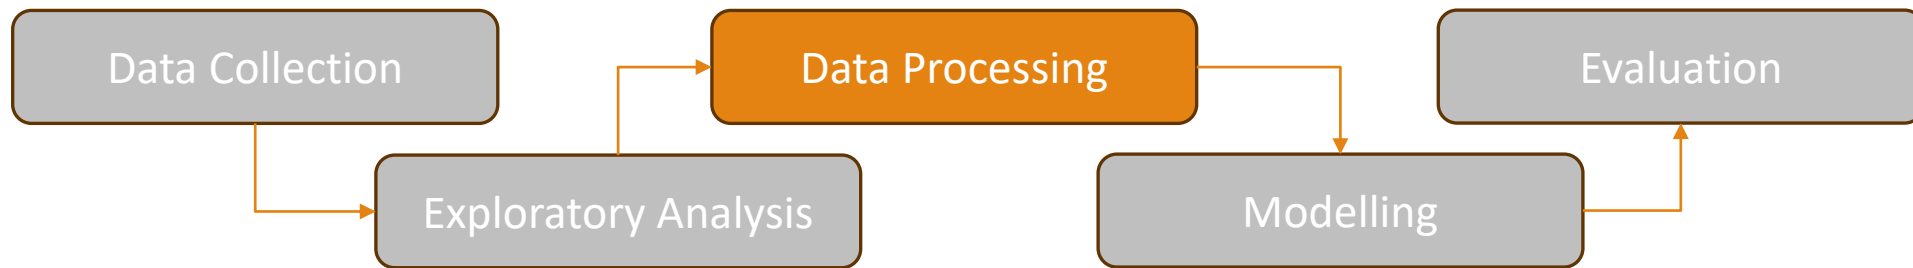 Data Collection
Exploratory Analysis
Data Processing
Modelling
Evaluation